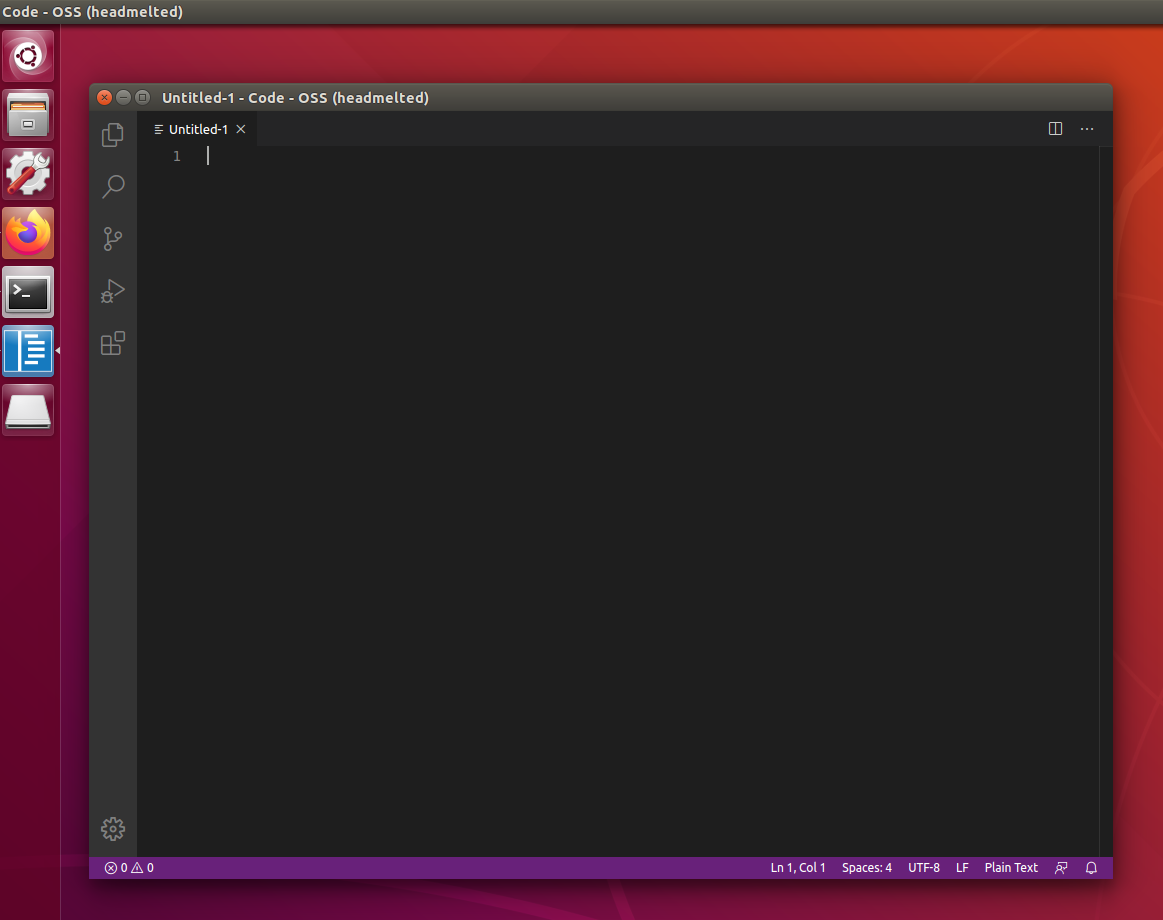 Code - OSS (headmelted)
Untitled-1 - Code - OSS (headmelted)
Untitled-1
1
0 0 Ln 1, Col 1 Spaces: 4 UTF-8 LF Plain Text